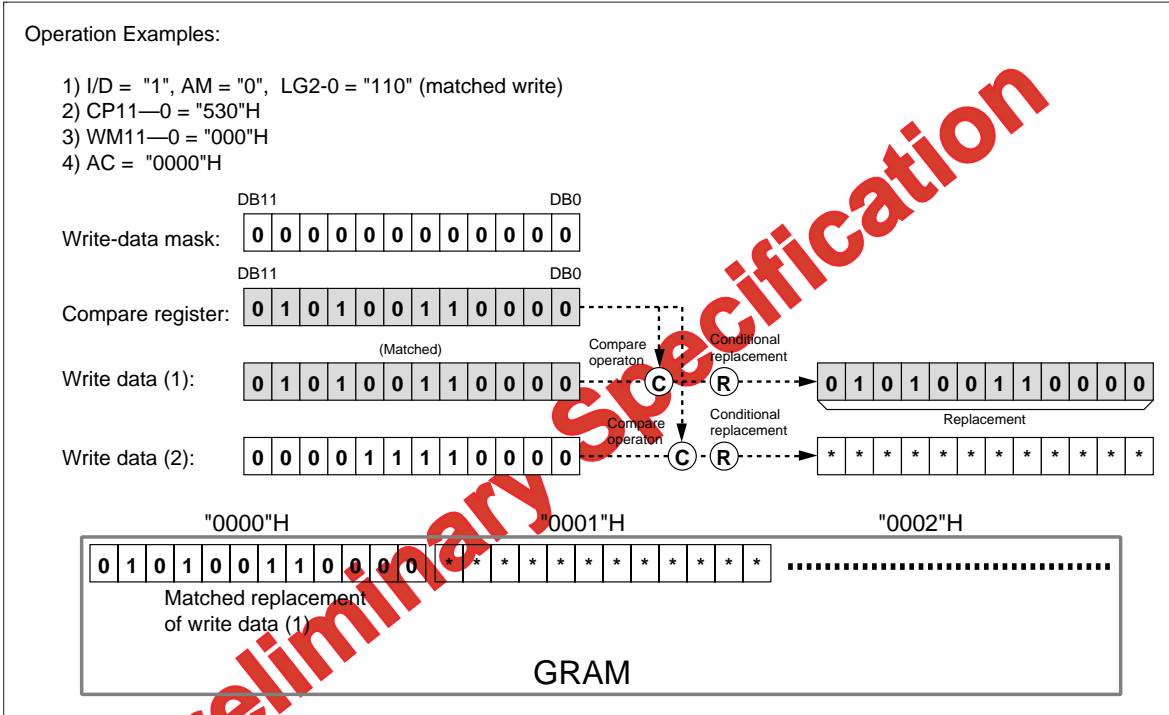 Operation Examples:
1) I/D = "1", AM = "0", LG2-0 = "110" (matched write)
2) CP11—0 = "530"H
3) WM11—0 = "000"H
4) AC = "0000"H
DB11 DB0
Write-data mask: 0 0 0 0 0 0 0 0 0 0 0 0
DB11 DB0
Compare register: 0 1 0 1 0 0 1 1 0 0 0 0
(Matched)
Compare operaton
Conditional replacement
Write data (1): 0 1 0 1 0 0 1 1 0 0 0 0 C R 0 1 0 1 0 0 1 1 0 0 0 0
Replacement
Compare operaton
Conditional replacement
Write data (2): 0 0 0 0 1 1 1 1 0 0 0 0 C R * * * * * * * * * * * *
"0000"H "0001"H "0002"H
0 1 0 1 0 0 1 1 0 0 0 0 * * * * * * * * * * * *
Matched replacement
of write data (1)
GRAM
Preliminary Specification